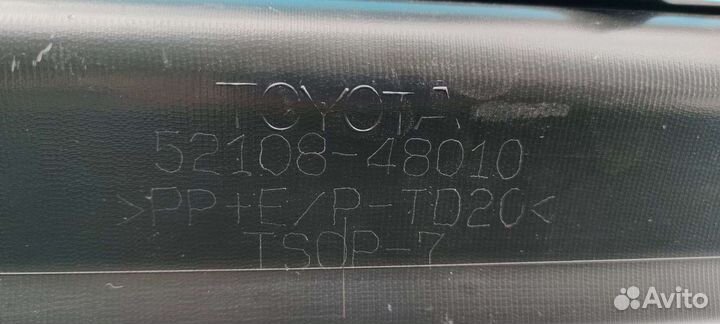 TOYOTA
52108-48010
>PP+E/P-TD20<
TSOP-7
Avito